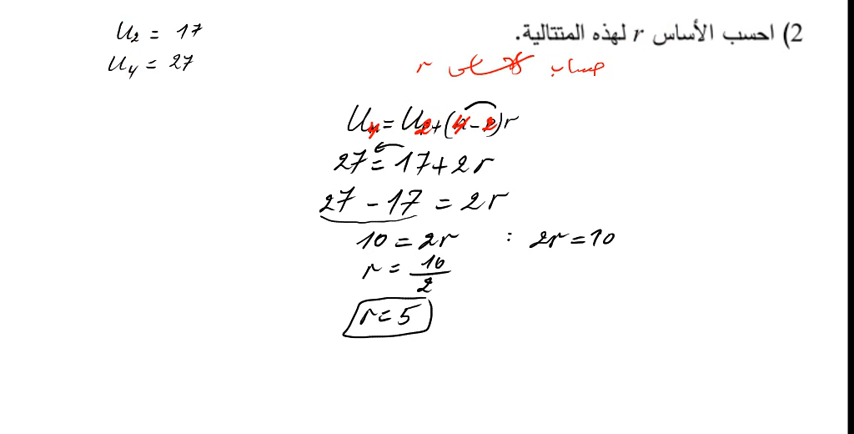 2) احسب الأساس r لهذه المتتالية.
U₂ = 17
U₄ = 27
حساب الأساس r
U₄ = U₂ + (4 - 2)r
27 = 17 + 2r
27 - 17 = 2r
10 = 2r : 2r = 10
r = 10/2
r = 5